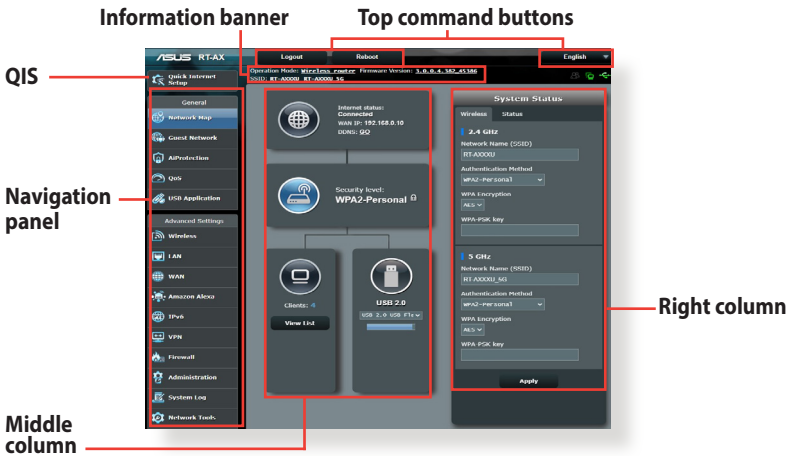 Information banner
Top command buttons
ASUS RT-AX
Logout
Reboot
English
QIS
Quick Internet
Setup
Operation Mode: Wireless router Firmware Version: 3.0.0.4.382_45386
SSID: RT-AXXXU RT-AXXXU_5G
General
Network Map
Guest Network
AiProtection
QoS
USB Application
Navigation
panel
Advanced Settings
Wireless
LAN
WAN
Amazon Alexa
IPv6
VPN
Firewall
Administration
System Log
Network Tools
Internet status:
Connected
WAN IP: 192.168.0.10
DDNS: GO
Security level:
WPA2-Personal
Clients: 4
View List
USB 2.0
USB 2.0 USB Fl
Middle
column
System Status
Wireless
Status
2.4 GHz
Network Name (SSID)
RT-AXXXU
Authentication Method
WPA2-Personal
WPA Encryption
AES
WPA-PSK key
5 GHz
Network Name (SSID)
RT-AXXXU_5G
Authentication Method
WPA2-Personal
WPA Encryption
AES
WPA-PSK key
Apply
Right column